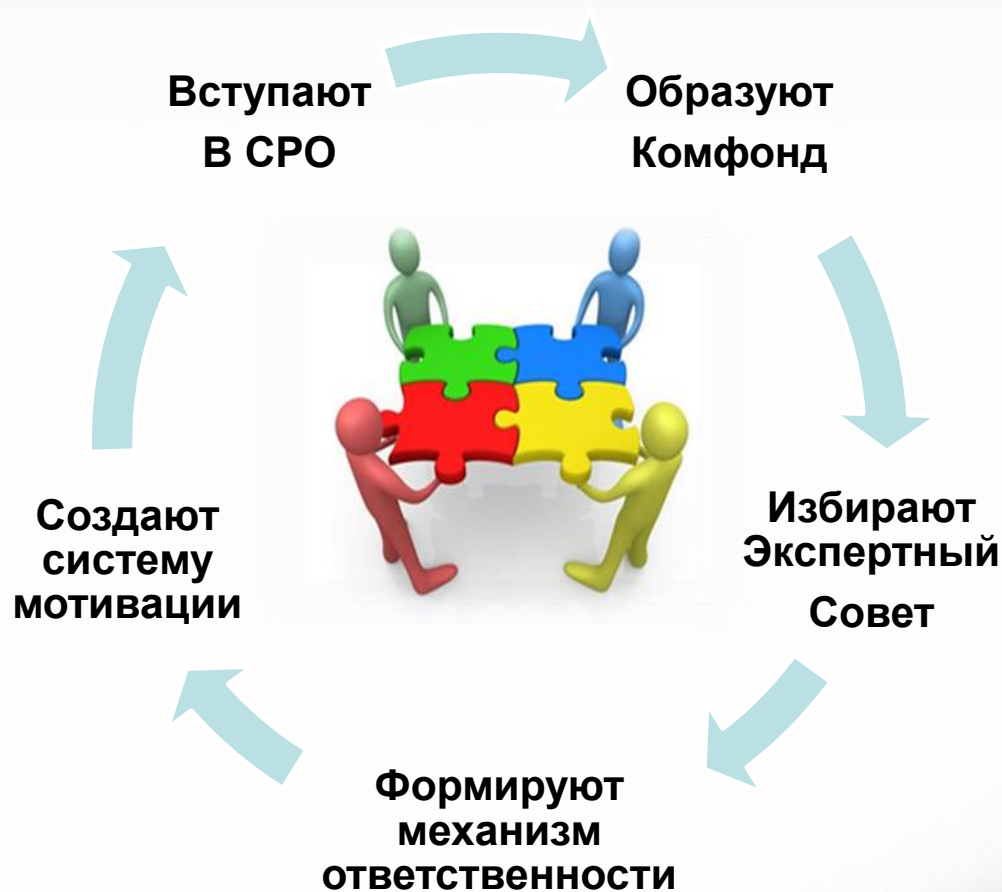 Вступают
В СРО
Образуют
Комфонд
Избирают
Экспертный
Совет
Формируют
механизм
ответственности
Создают
систему
мотивации